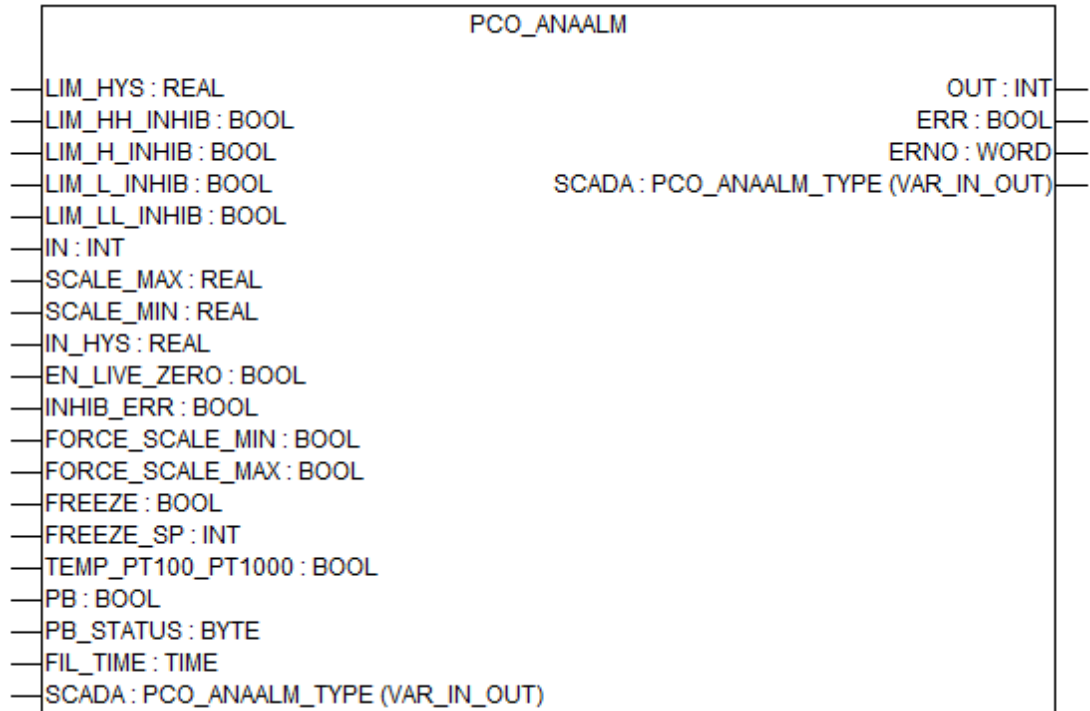 PCO_ANAALM
LIM_HYS : REAL OUT : INT
LIM_HH_INHIB : BOOL ERR : BOOL
LIM_H_INHIB : BOOL ERNO : WORD
LIM_L_INHIB : BOOL SCADA : PCO_ANAALM_TYPE (VAR_IN_OUT)
LIM_LL_INHIB : BOOL
IN : INT
SCALE_MAX : REAL
SCALE_MIN : REAL
IN_HYS : REAL
EN_LIVE_ZERO : BOOL
INHIB_ERR : BOOL
FORCE_SCALE_MIN : BOOL
FORCE_SCALE_MAX : BOOL
FREEZE : BOOL
FREEZE_SP : INT
TEMP_PT100_PT1000 : BOOL
PB : BOOL
PB_STATUS : BYTE
FIL_TIME : TIME
SCADA : PCO_ANAALM_TYPE (VAR_IN_OUT)